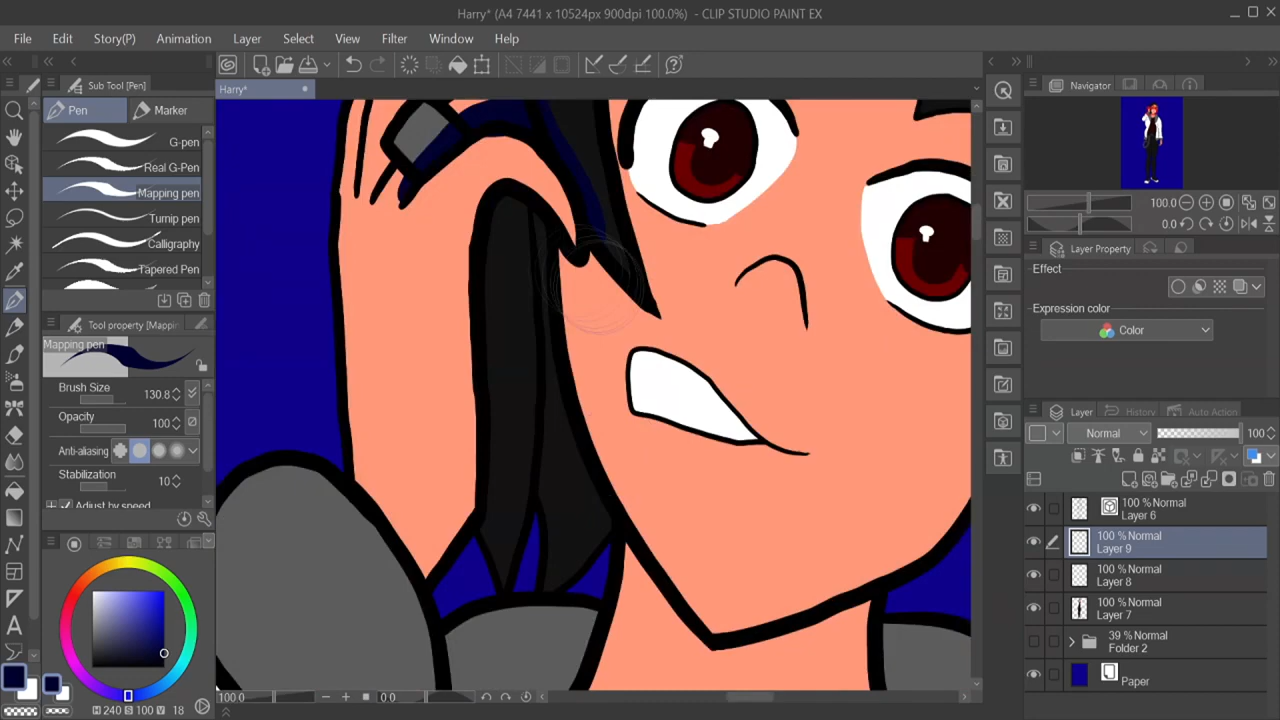 Harry* (A4 7441 x 10524px 900dpi 100.0%) - CLIP STUDIO PAINT EX
File Edit Story(P) Animation Layer Select View Filter Window Help
Sub Tool [Pen]
Harry*
Navigator
Pen Marker
G-pen
Real G-Pen
Mapping pen
Turnip pen
Calligraphy
Tapered Pen
100.0
0.0
Layer Property
Effect
Expression color
Color
Tool property [Mappin
Mapping pen
Brush Size 130.8
Opacity 100
Anti-aliasing
Stabilization 10
Adjust by speed
Layer History Auto Action
Normal 100
100 % Normal
Layer 6
100 % Normal
Layer 9
100 % Normal
Layer 8
100 % Normal
Layer 7
39 % Normal
Folder 2
Paper
100.0 0.0
H 240 S 100 V 18